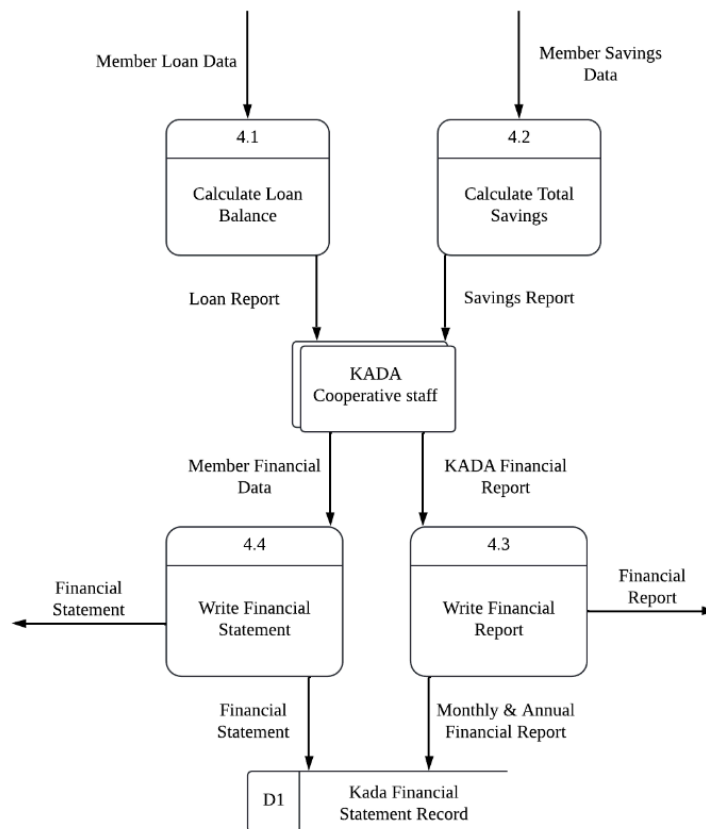 Member Loan Data
Member Savings
Data
4.1
Calculate Loan
Balance
4.2
Calculate Total
Savings
Loan Report
Savings Report
KADA
Cooperative staff
Member Financial
Data
KADA Financial
Report
4.4
Write Financial
Statement
4.3
Write Financial
Report
Financial
Statement
Financial
Report
Financial
Statement
Monthly & Annual
Financial Report
D1
Kada Financial
Statement Record